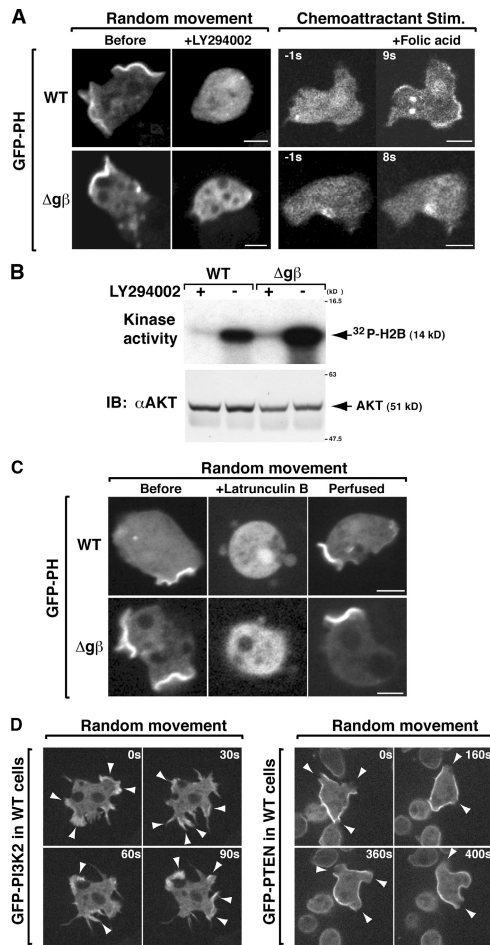 A
Random movement
Chemoattractant Stim.
Before
+LY294002
+Folic acid
GFP-PH
WT
-1s
9s
Δgβ
-1s
8s
B
WT
Δgβ
LY294002
+
-
+
-
(kD)
16.5
Kinase activity
32P-H2B (14 kD)
63
IB: αAKT
AKT (51 kD)
47.5
C
Random movement
Before
+Latrunculin B
Perfused
GFP-PH
WT
Δgβ
D
Random movement
Random movement
GFP-PI3K2 in WT cells
0s
30s
60s
90s
GFP-PTEN in WT cells
0s
160s
360s
400s